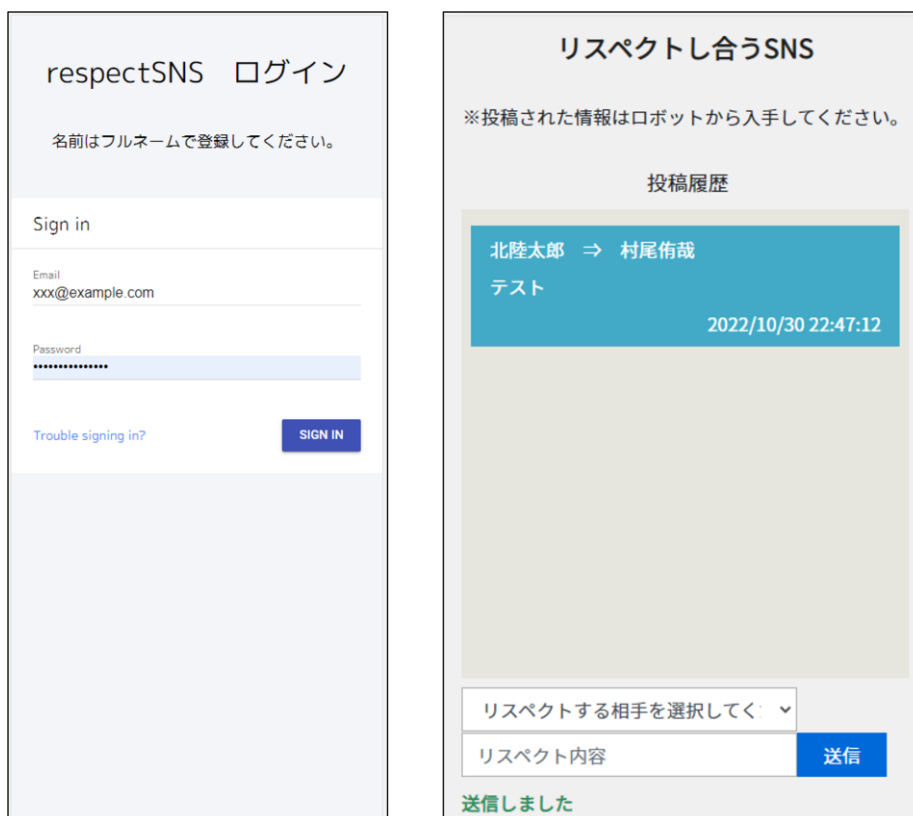 respectSNS　ログイン
名前はフルネームで登録してください。
Sign in
Email
xxx@example.com
Password
•••••••••••••••
Trouble signing in?
SIGN IN
リスペクトし合うSNS
※投稿された情報はロボットから入手してください。
投稿履歴
北陸太郎　⇒　村尾侑哉
テスト
2022/10/30 22:47:12
リスペクトする相手を選択してく
リスペクト内容
送信
送信しました